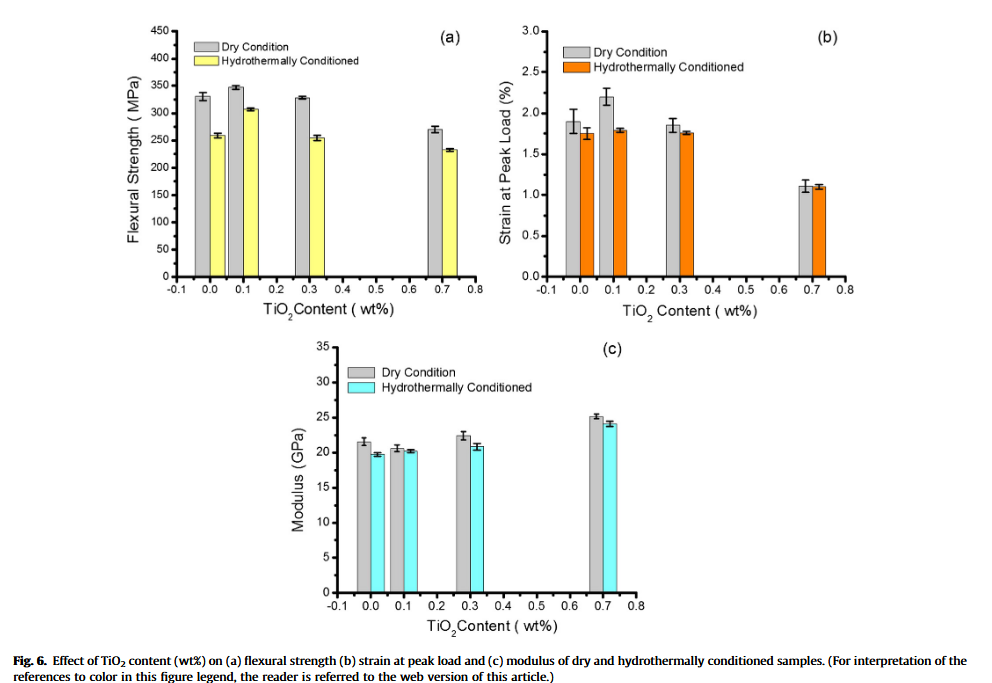 450
400
350
300
250
200
150
100
50
0
Flexural Strength ( MPa)
Dry Condition
Hydrothermally Conditioned
(a)
-0.1 0.0 0.1 0.2 0.3 0.4 0.5 0.6 0.7 0.8
TiO₂Content ( wt%)
3.0
2.5
2.0
1.5
1.0
0.5
0.0
Strain at Peak Load (%)
Dry Condition
Hydrothermally Conditioned
(b)
-0.1 0.0 0.1 0.2 0.3 0.4 0.5 0.6 0.7 0.8
TiO₂ Content ( wt%)
35
30
25
20
15
10
5
0
Modulus (GPa)
Dry Condition
Hydrothermally Conditioned
(c)
-0.1 0.0 0.1 0.2 0.3 0.4 0.5 0.6 0.7 0.8
TiO₂Content ( wt%)
Fig. 6. Effect of TiO₂ content (wt%) on (a) flexural strength (b) strain at peak load and (c) modulus of dry and hydrothermally conditioned samples. (For interpretation of the
references to color in this figure legend, the reader is referred to the web version of this article.)